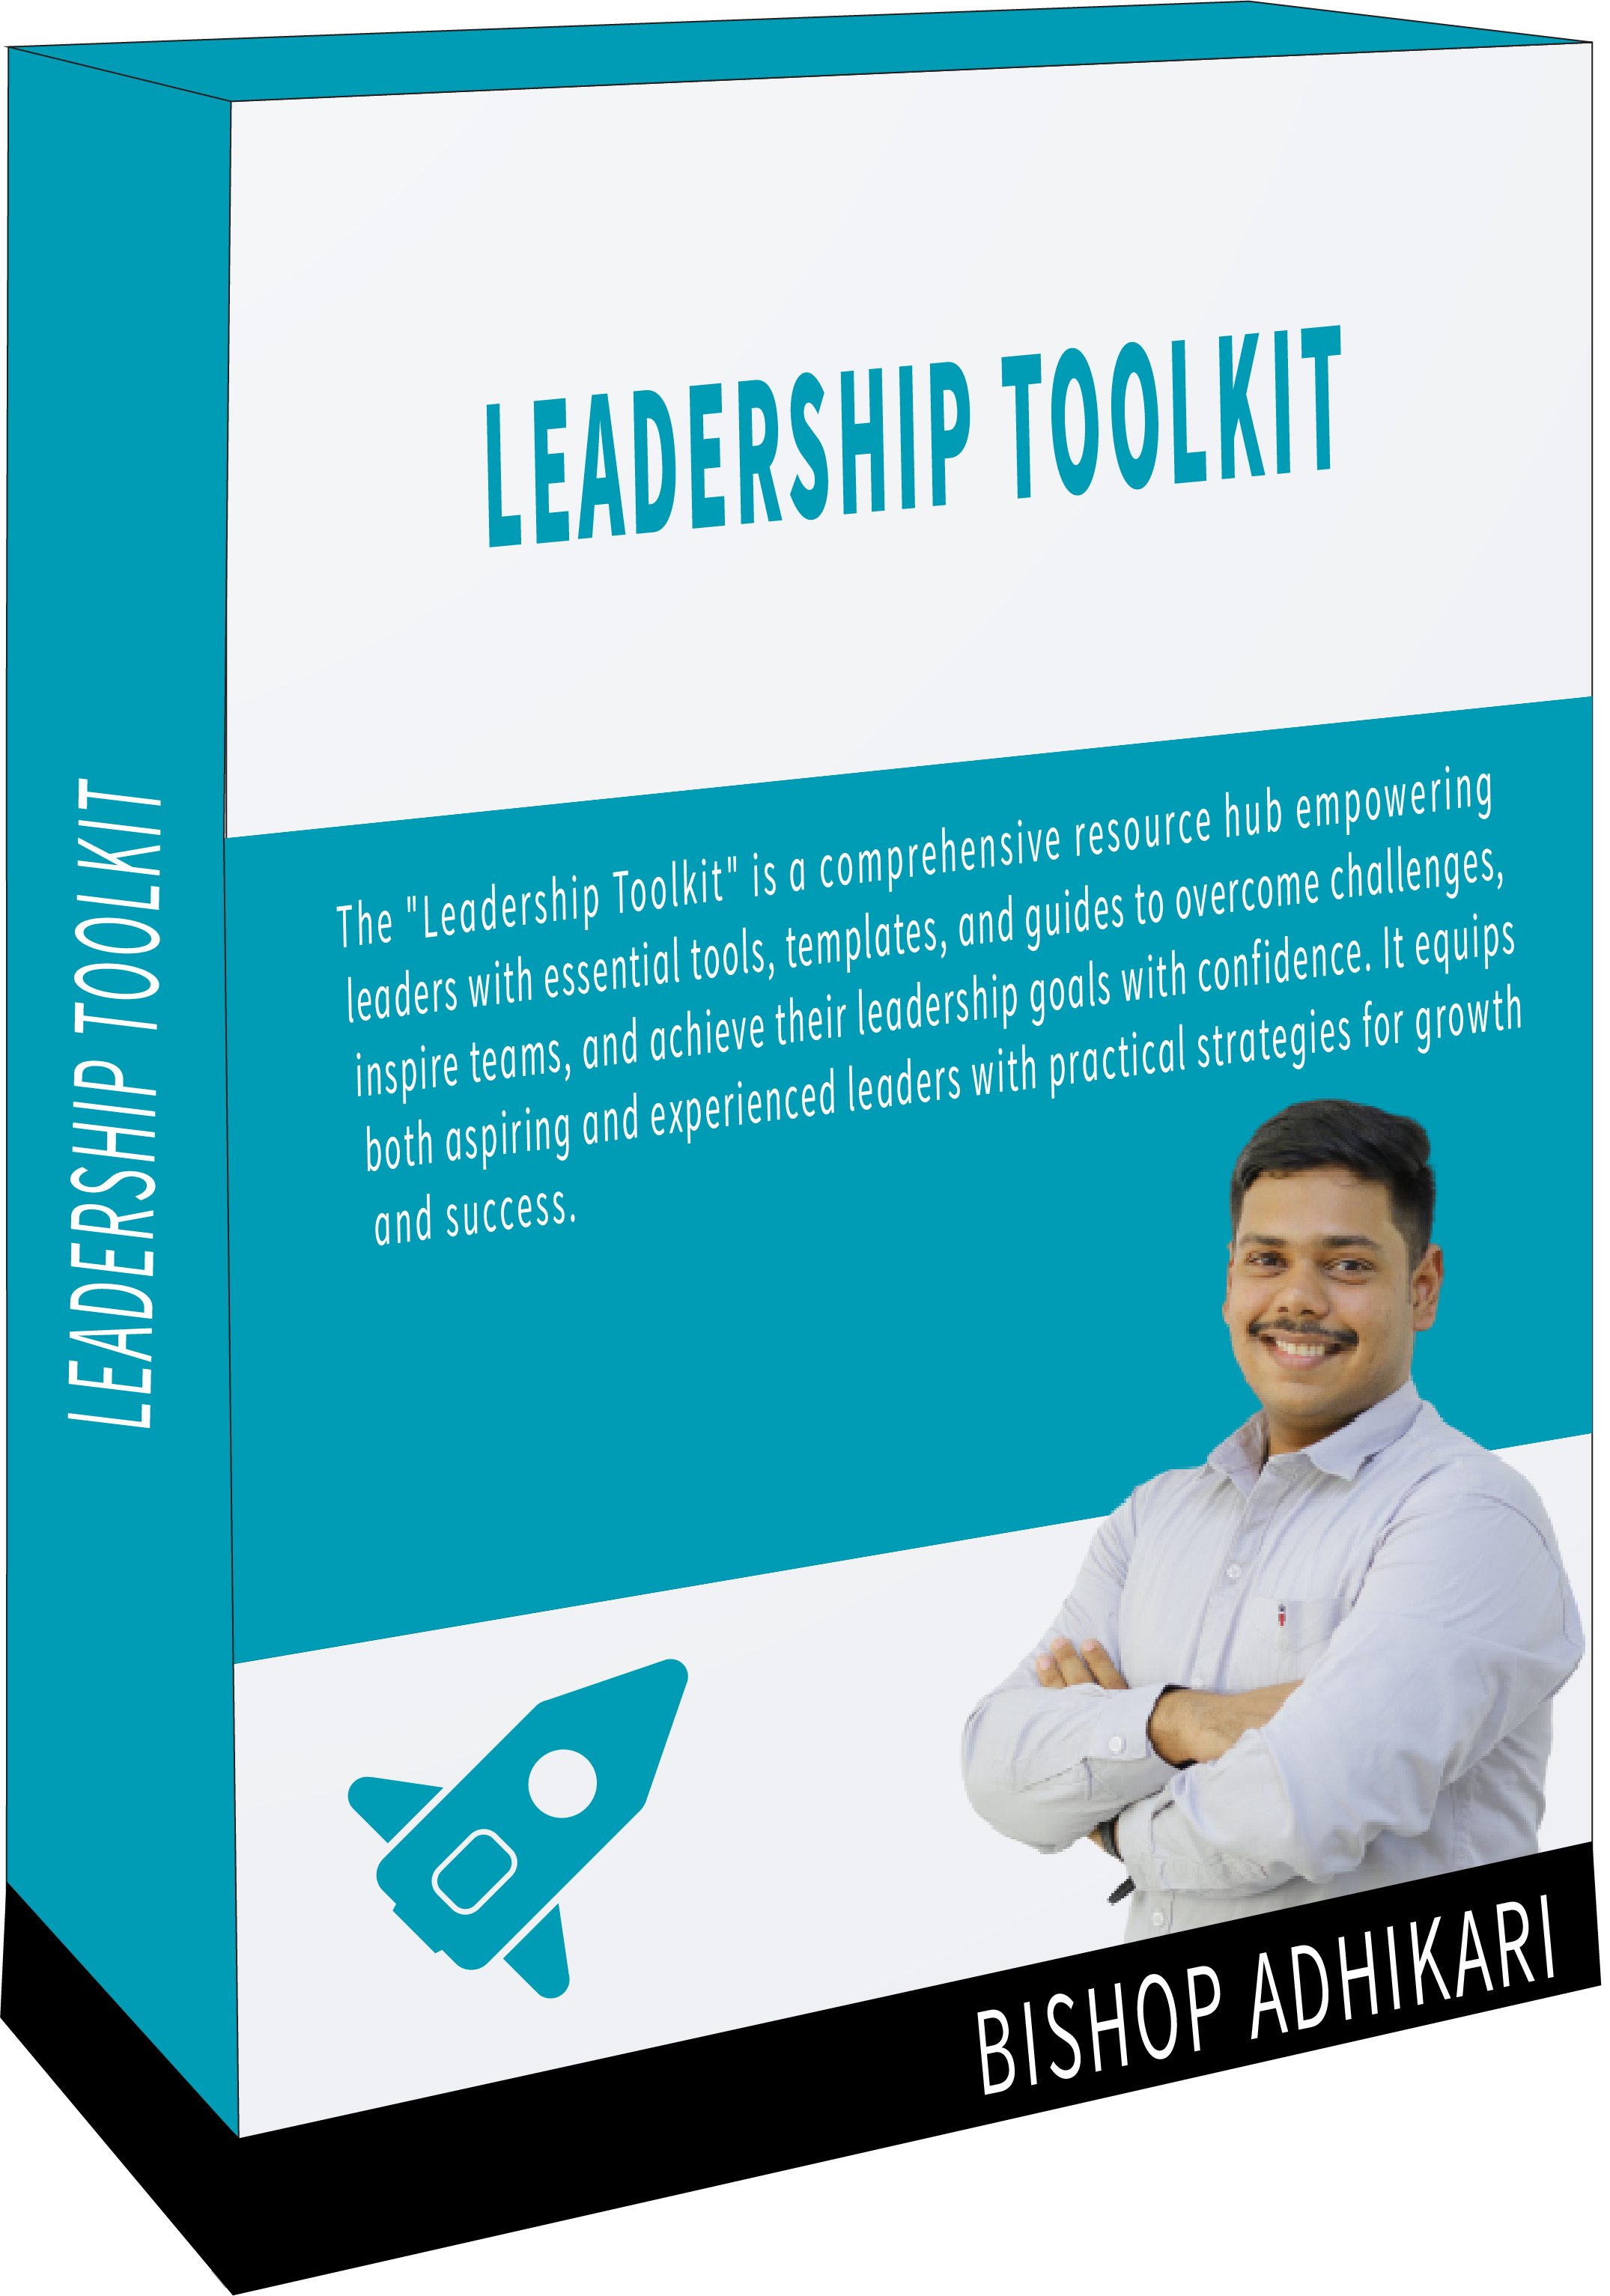 LEADERSHIP TOOLKIT
LEADERSHIP TOOLKIT
The "Leadership Toolkit" is a comprehensive resource hub empowering
leaders with essential tools, templates, and guides to overcome challenges,
inspire teams, and achieve their leadership goals with confidence. It equips
both aspiring and experienced leaders with practical strategies for growth
and success.
BISHOP ADHIKARI